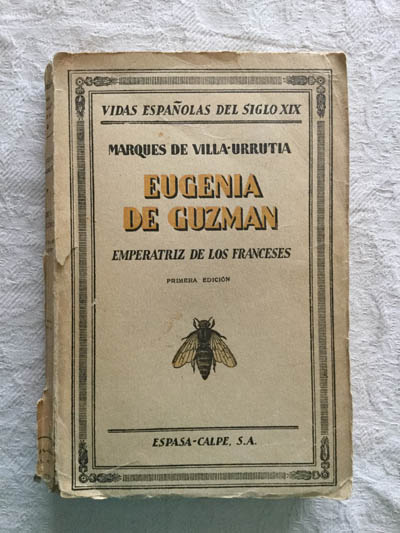 VIDAS ESPAÑOLAS DEL SIGLO XIX
MARQUES DE VILLA-URRUTIA
EUGENIA
DE GUZMAN
EMPERATRIZ DE LOS FRANCESES
PRIMERA EDICIÓN
ESPASA-CALPE, S.A.